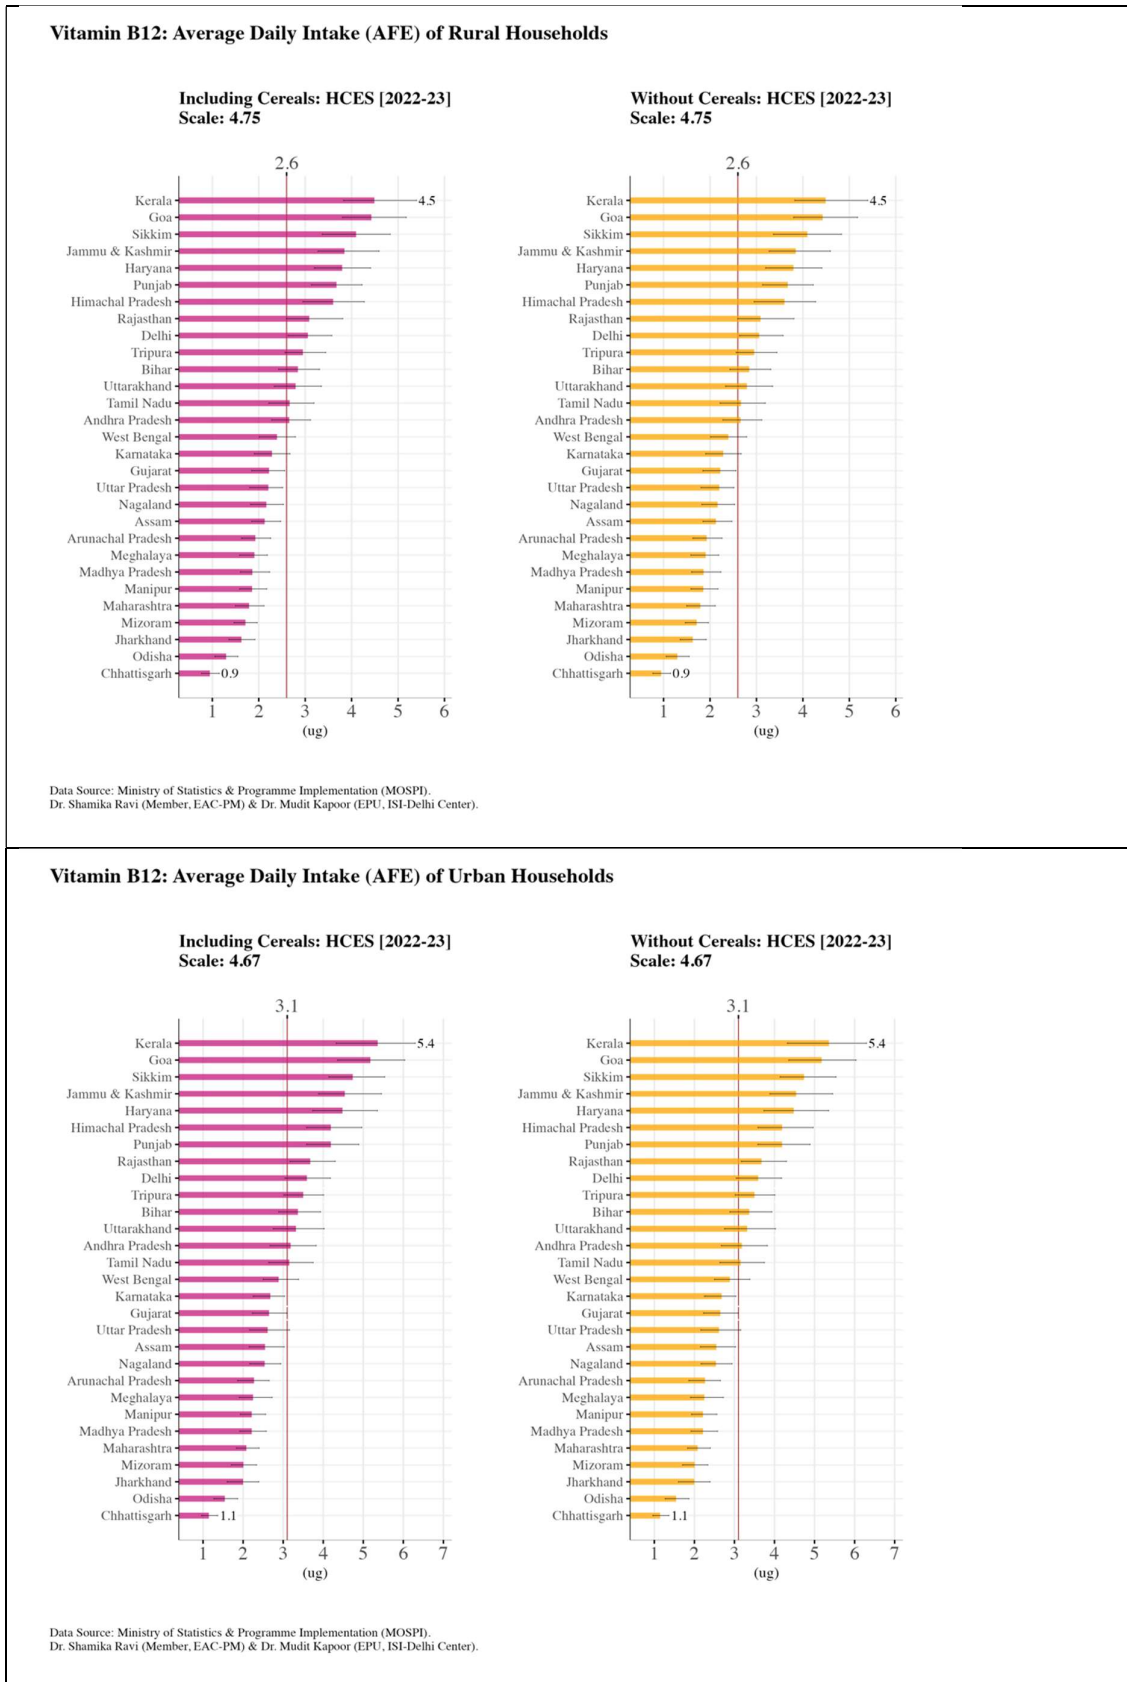 Vitamin B12: Average Daily Intake (AFE) of Rural Households
Including Cereals: HCES [2022-23]
Scale: 4.75
2.6
Kerala
Goa
Sikkim
Jammu & Kashmir
Haryana
Punjab
Himachal Pradesh
Rajasthan
Delhi
Tripura
Bihar
Uttarakhand
Tamil Nadu
Andhra Pradesh
West Bengal
Karnataka
Gujarat
Uttar Pradesh
Nagaland
Assam
Arunachal Pradesh
Meghalaya
Madhya Pradesh
Manipur
Maharashtra
Mizoram
Jharkhand
Odisha
Chhattisgarh
4.5
0.9
1 2 3 4 5 6
(ug)
Without Cereals: HCES [2022-23]
Scale: 4.75
2.6
Kerala
Goa
Sikkim
Jammu & Kashmir
Haryana
Punjab
Himachal Pradesh
Rajasthan
Delhi
Tripura
Bihar
Uttarakhand
Tamil Nadu
Andhra Pradesh
West Bengal
Karnataka
Gujarat
Uttar Pradesh
Nagaland
Assam
Arunachal Pradesh
Meghalaya
Madhya Pradesh
Manipur
Maharashtra
Mizoram
Jharkhand
Odisha
Chhattisgarh
4.5
0.9
1 2 3 4 5 6
(ug)
Data Source: Ministry of Statistics & Programme Implementation (MOSPI).
Dr. Shamika Ravi (Member, EAC-PM) & Dr. Mudit Kapoor (EPU, ISI-Delhi Center).
Vitamin B12: Average Daily Intake (AFE) of Urban Households
Including Cereals: HCES [2022-23]
Scale: 4.67
3.1
Kerala
Goa
Sikkim
Jammu & Kashmir
Haryana
Himachal Pradesh
Punjab
Rajasthan
Delhi
Tripura
Bihar
Uttarakhand
Andhra Pradesh
Tamil Nadu
West Bengal
Karnataka
Gujarat
Uttar Pradesh
Assam
Nagaland
Arunachal Pradesh
Meghalaya
Manipur
Madhya Pradesh
Maharashtra
Mizoram
Jharkhand
Odisha
Chhattisgarh
5.4
1.1
1 2 3 4 5 6 7
(ug)
Without Cereals: HCES [2022-23]
Scale: 4.67
3.1
Kerala
Goa
Sikkim
Jammu & Kashmir
Haryana
Himachal Pradesh
Punjab
Rajasthan
Delhi
Tripura
Bihar
Uttarakhand
Andhra Pradesh
Tamil Nadu
West Bengal
Karnataka
Gujarat
Uttar Pradesh
Assam
Nagaland
Arunachal Pradesh
Meghalaya
Manipur
Madhya Pradesh
Maharashtra
Mizoram
Jharkhand
Odisha
Chhattisgarh
5.4
1.1
1 2 3 4 5 6 7
(ug)
Data Source: Ministry of Statistics & Programme Implementation (MOSPI).
Dr. Shamika Ravi (Member, EAC-PM) & Dr. Mudit Kapoor (EPU, ISI-Delhi Center).